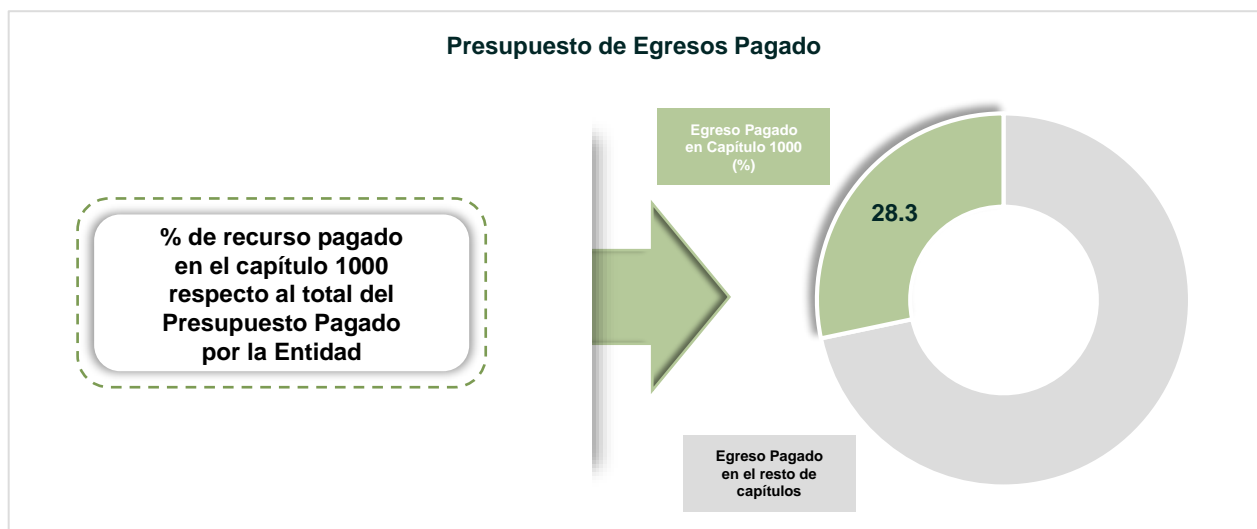 Presupuesto de Egresos Pagado
Egreso Pagado
en Capítulo 1000
(%)
28.3
% de recurso pagado
en el capítulo 1000
respecto al total del
Presupuesto Pagado
por la Entidad
Egreso Pagado
en el resto de
capítulos